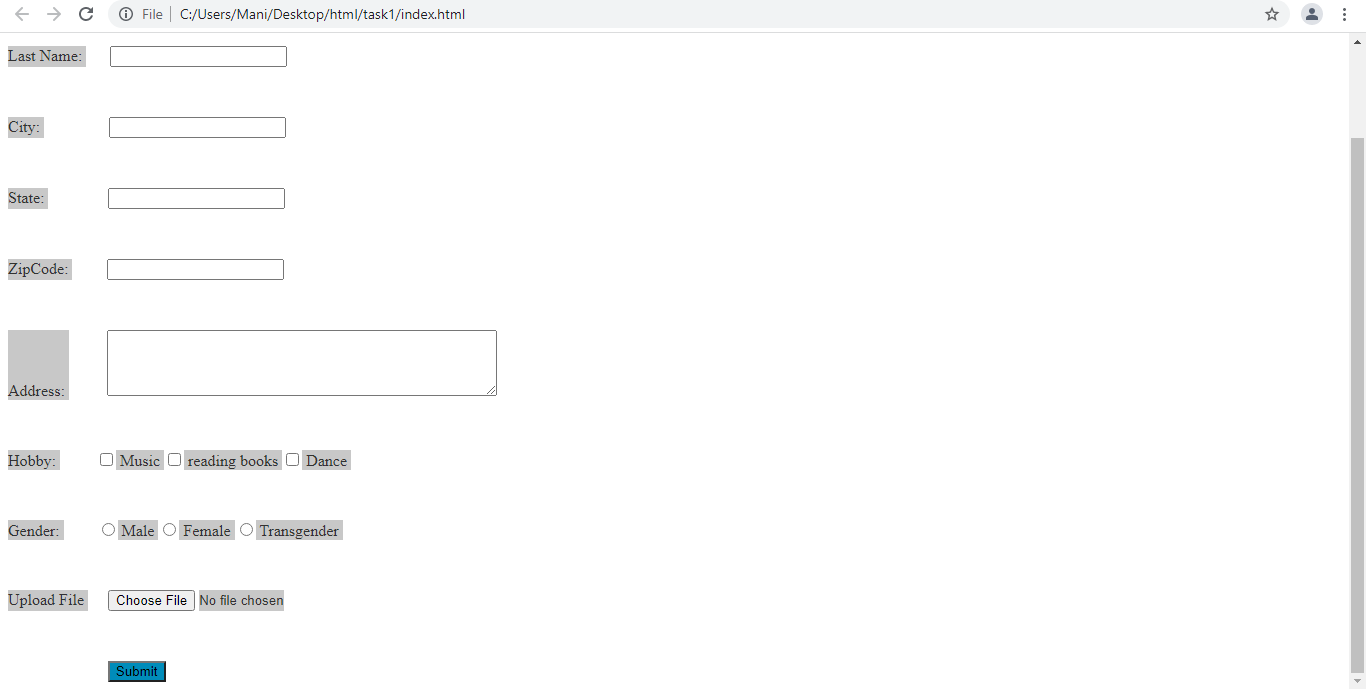 File | C:/Users/Mani/Desktop/html/task1/index.html
Last Name:
City:
State:
ZipCode:
Address:
Hobby: Music reading books Dance
Gender: Male Female Transgender
Upload File Choose File No file chosen
Submit